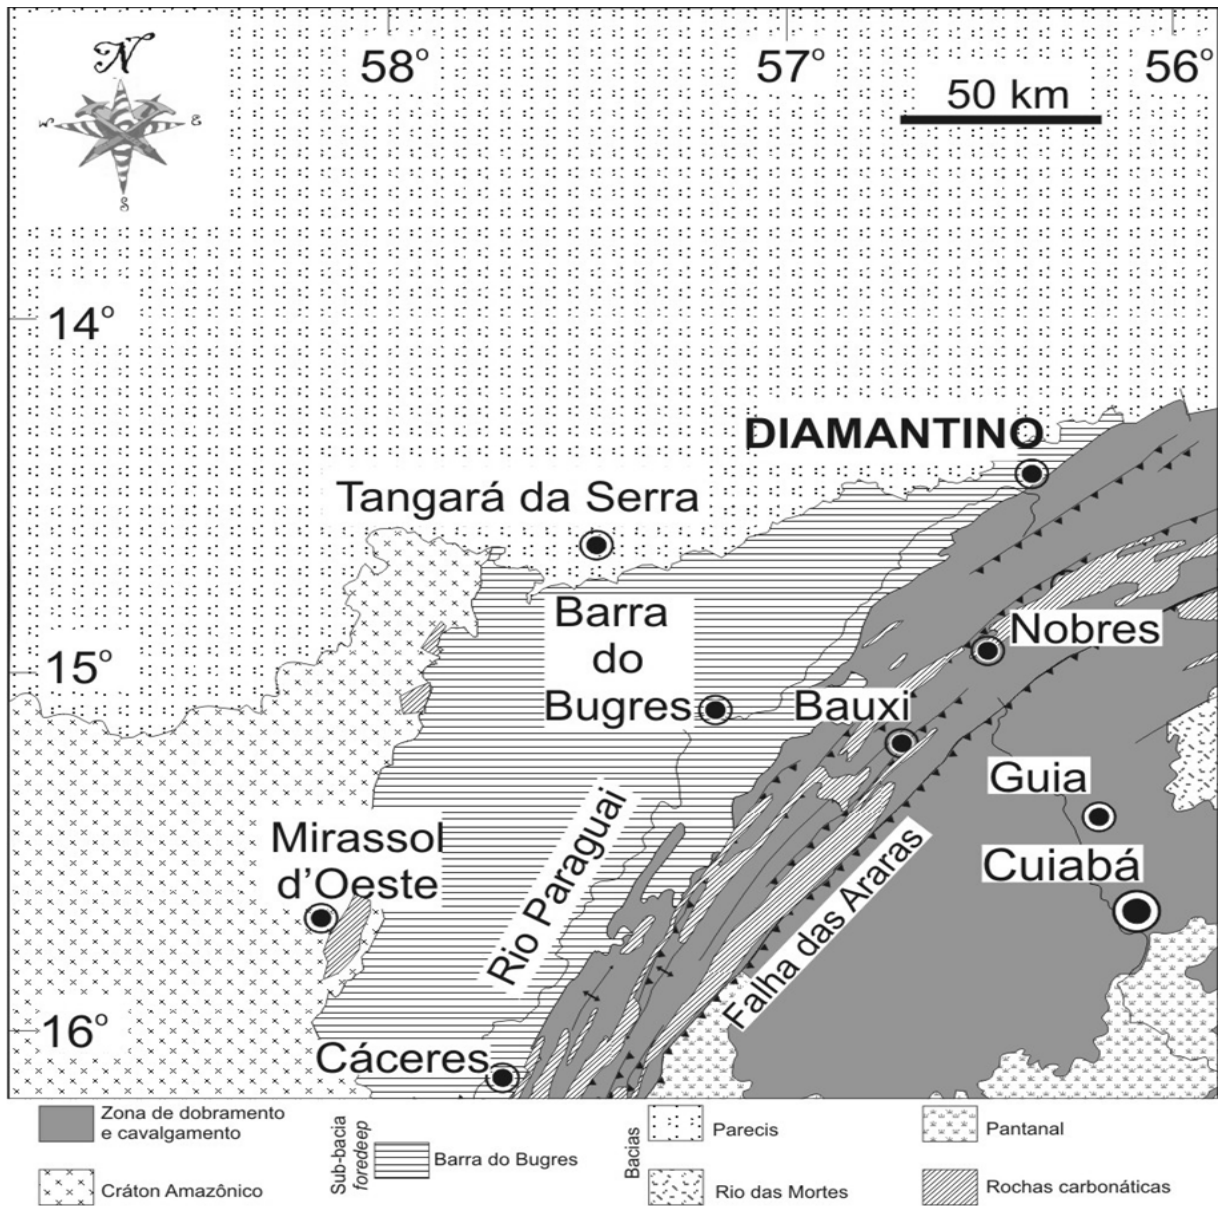 N
W
E
S
58°
57°
56°
50 km
14°
DIAMANTINO
Tangará da Serra
Barra
do
Bugres
Nobres
15°
Bauxi
Guia
Mirassol
d'Oeste
Cuiabá
Rio Paraguai
Falha das Araras
16°
Cáceres
Zona de dobramento
e cavalgamento
Cráton Amazônico
Sub-bacia
foredeep
Barra do Bugres
Bacias
Parecis
Rio das Mortes
Pantanal
Rochas carbonáticas